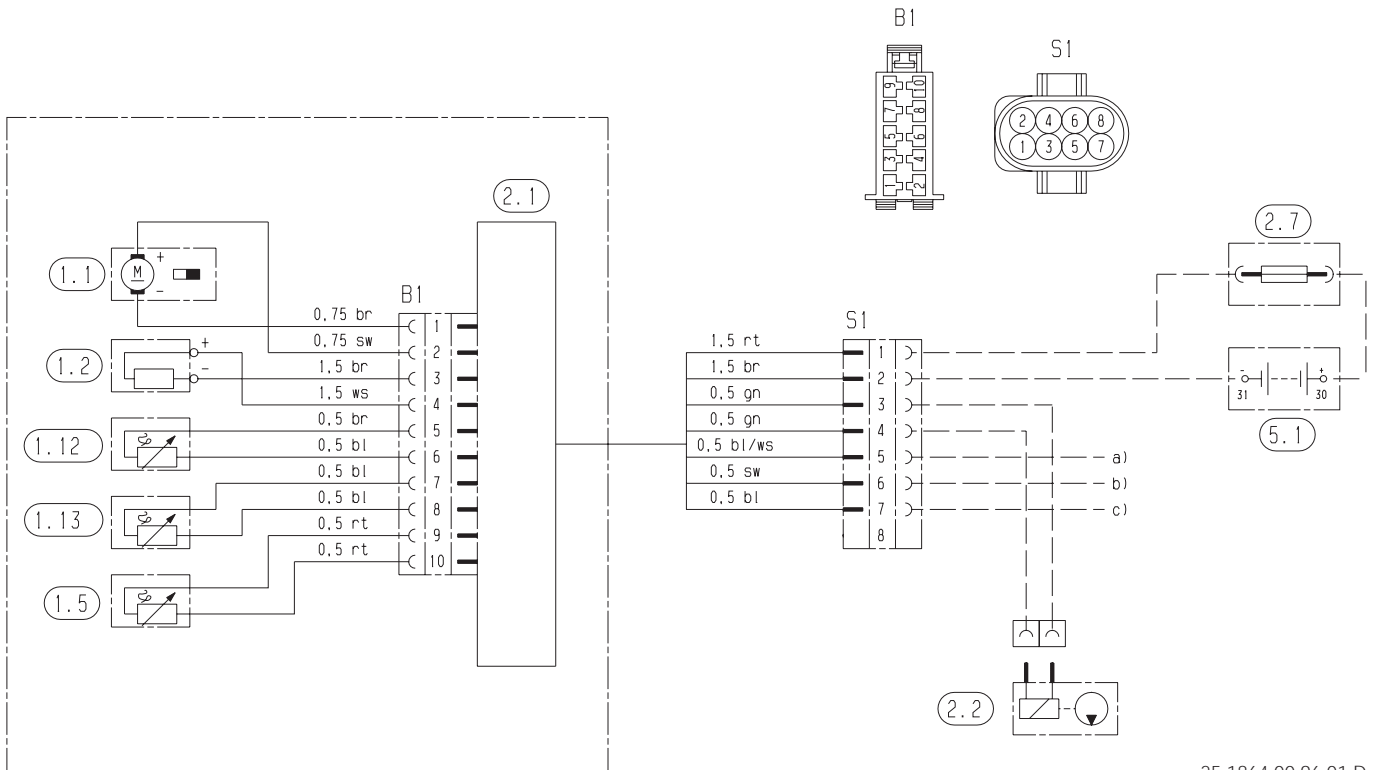 B1
S1
9 10
7 8
5 6
3 4
1 2
2 4 6 8
1 3 5 7
2.1
2.7
1.1
M
+
-
B1
0,75 br
1
0,75 sw
2
1.2
+
-
1,5 br
3
1,5 ws
4
1.12
0,5 br
5
0,5 bl
6
1.13
0,5 bl
7
0,5 bl
8
1.5
0,5 rt
9
0,5 rt
10
S1
1,5 rt
1
1,5 br
2
0,5 gn
3
0,5 gn
4
0,5 bl/ws
5
a)
0,5 sw
6
b)
0,5 bl
7
c)
8
- +
31 30
5.1
2.2